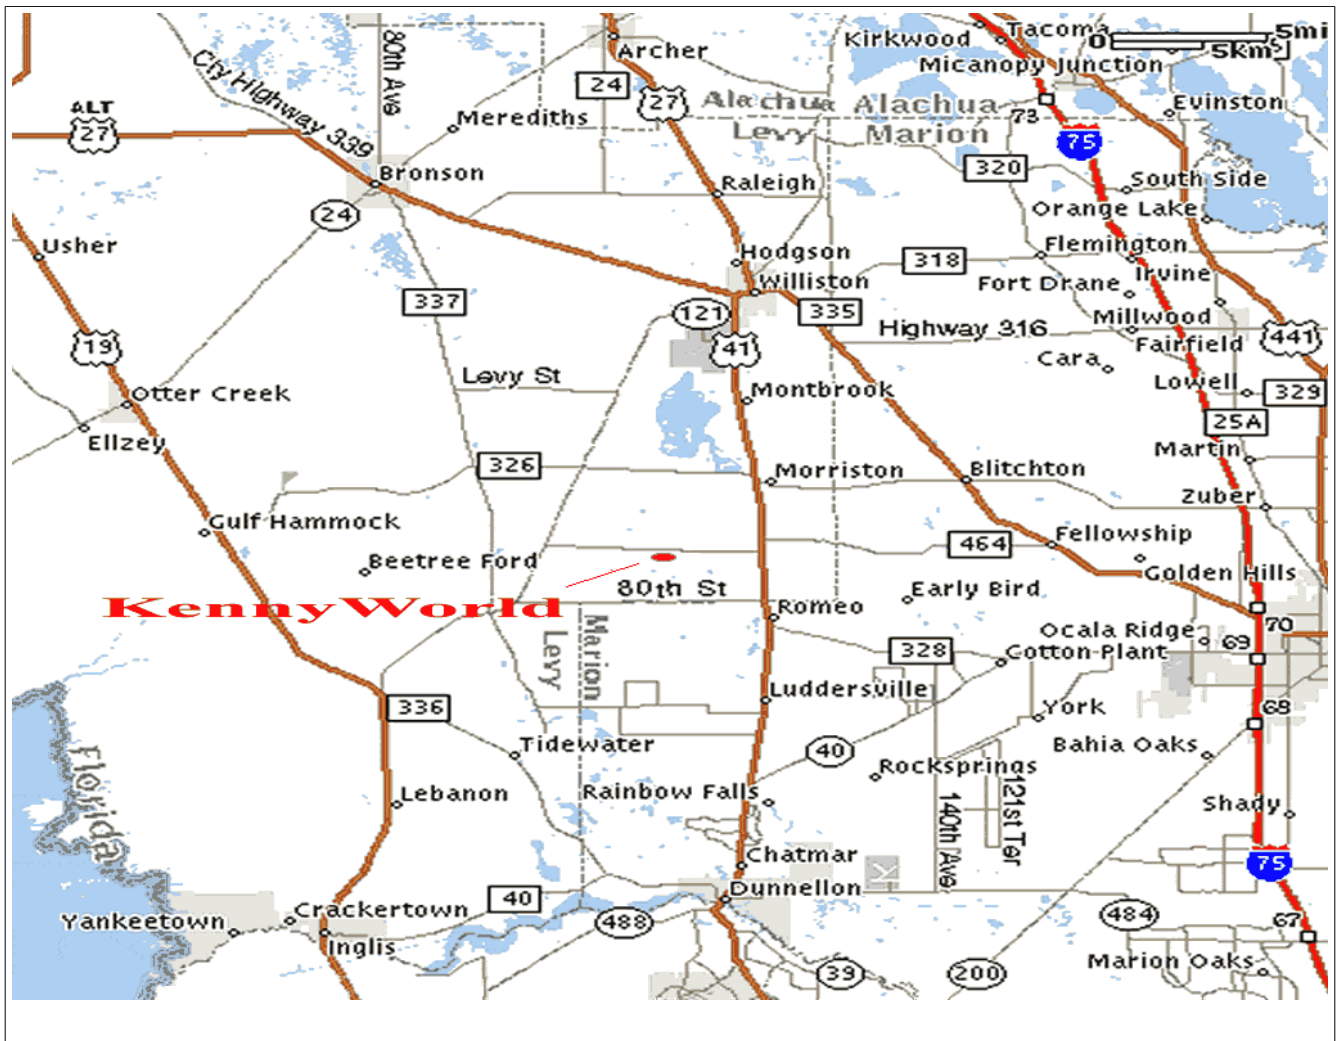 Tacoma
Kirkwood
0
5mi
5km
Archer
Micanopy Junction
80th Ave
Cty Highway 339
24
27
Alachua
Alachua
Evinston
ALT
27
Merediths
Levy
Marion
73
75
Bronson
Raleigh
320
South Side
24
Orange Lake
Usher
Hodgson
Flemington
318
Irvine
Williston
Fort Drane
337
121
335
Millwood
Highway 316
19
41
Fairfield
441
Cara
Levy St
Lowell
329
Otter Creek
Montbrook
25A
Ellzey
Martin
326
Morriston
Blitchton
Zuber
Gulf Hammock
464
Fellowship
Beetree Ford
Golden Hills
80th St
Early Bird
KennyWorld
Romeo
70
Marion
Levy
Ocala Ridge
69
328
Cotton Plant
Luddersville
336
York
68
Tidewater
40
Bahia Oaks
Florida
Rocksprings
Lebanon
Rainbow Falls
121st Ter
140th Ave
Shady
Chatmar
75
Dunnellon
40
Crackertown
Yankeetown
488
484
67
Inglis
39
200
Marion Oaks